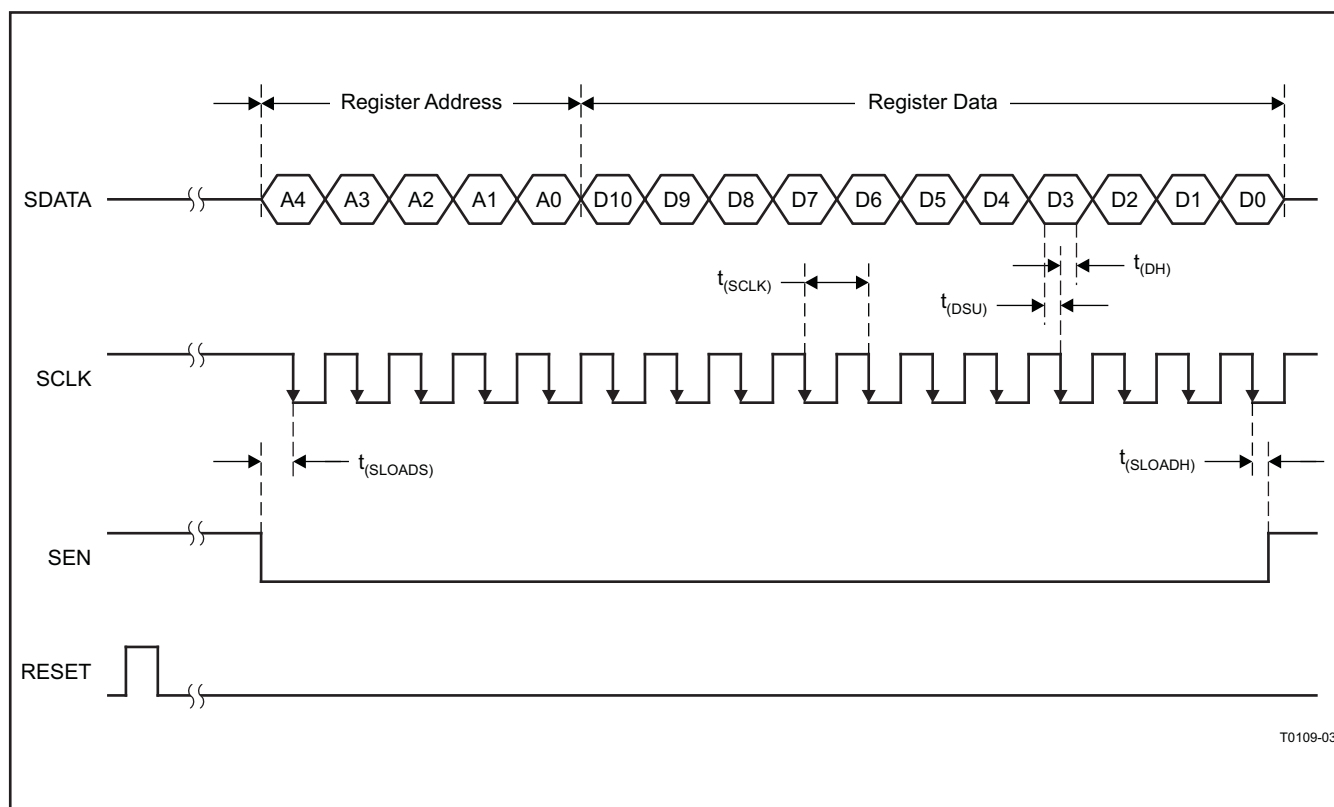 Register Address
Register Data
SDATA
A4 A3 A2 A1 A0 D10 D9 D8 D7 D6 D5 D4 D3 D2 D1 D0
t(SCLK)
t(DH)
t(DSU)
SCLK
t(SLOADS)
t(SLOADH)
SEN
RESET
T0109-03